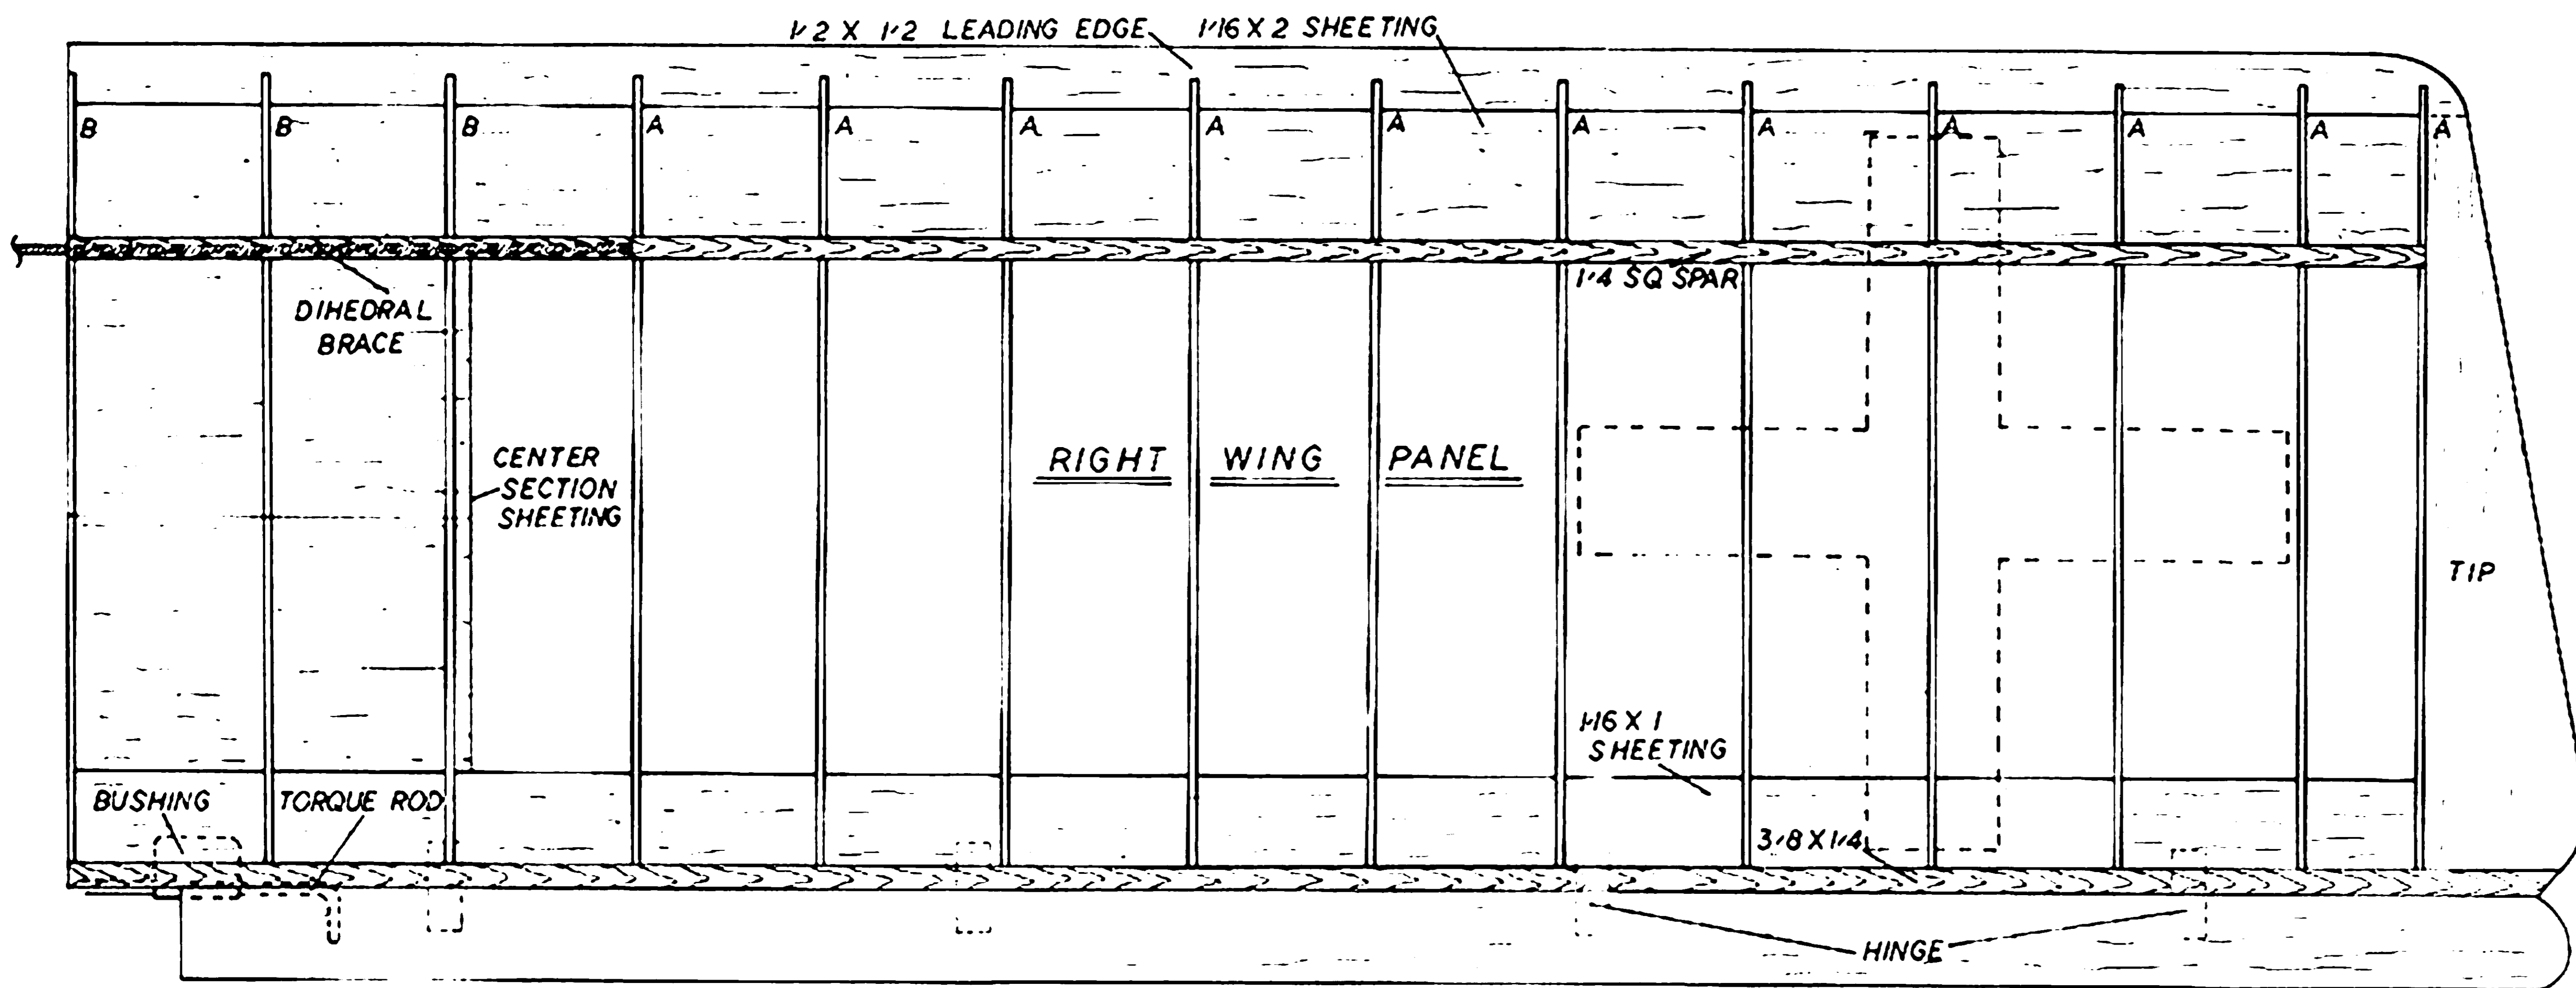 1/2 X 1/2 LEADING EDGE 1/16 X 2 SHEETING
B B B A A A A A A A A A A A
1/4 SQ SPAR
DIHEDRAL
BRACE
CENTER
SECTION
SHEETING
RIGHT WING PANEL
TIP
1/16 X 1
SHEETING
BUSHING TORQUE ROD
3/8 X 1/4
HINGE